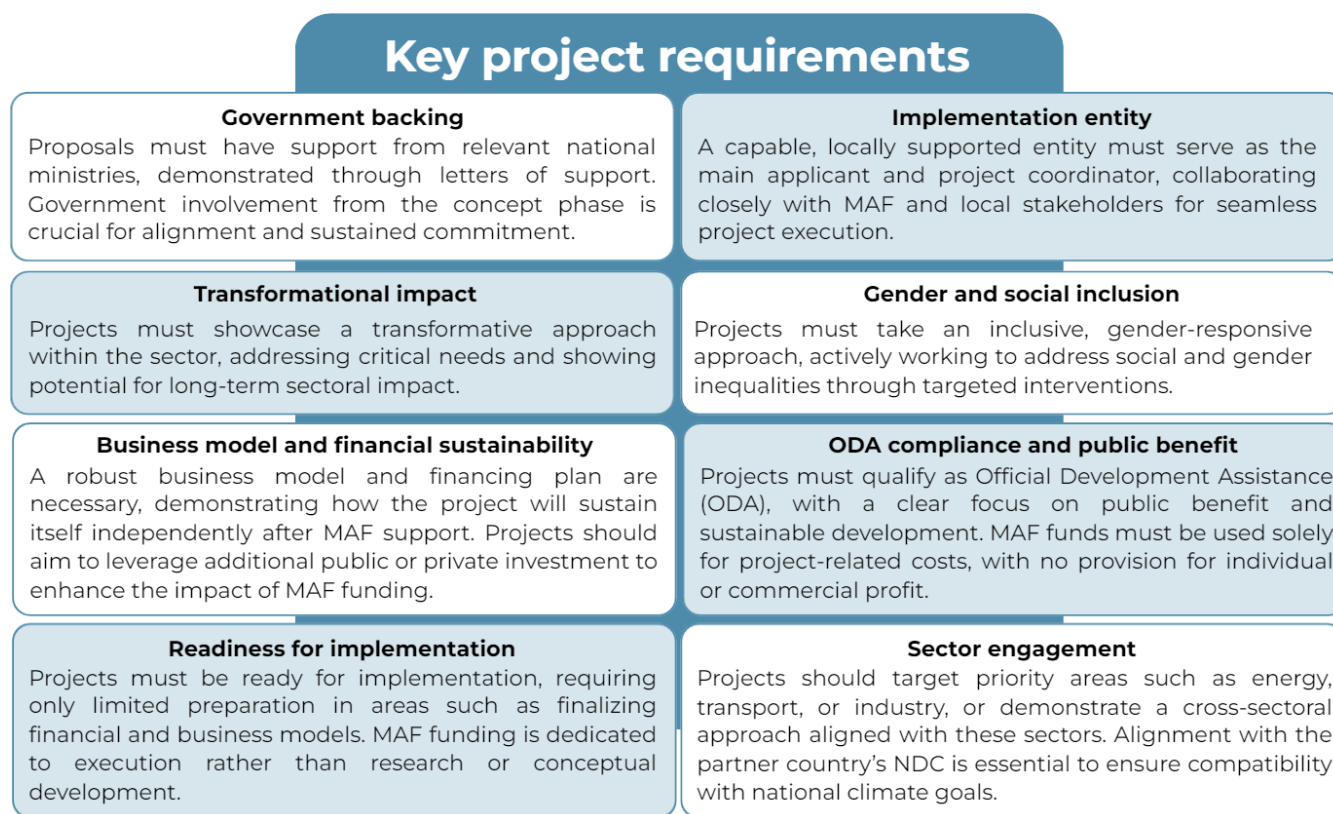 Key project requirements
Government backing
Proposals must have support from relevant national
ministries, demonstrated through letters of support.
Government involvement from the concept phase is
crucial for alignment and sustained commitment.
Implementation entity
A capable, locally supported entity must serve as the
main applicant and project coordinator, collaborating
closely with MAF and local stakeholders for seamless
project execution.
Transformational impact
Projects must showcase a transformative approach
within the sector, addressing critical needs and showing
potential for long-term sectoral impact.
Gender and social inclusion
Projects must take an inclusive, gender-responsive
approach, actively working to address social and gender
inequalities through targeted interventions.
Business model and financial sustainability
A robust business model and financing plan are
necessary, demonstrating how the project will sustain
itself independently after MAF support. Projects should
aim to leverage additional public or private investment to
enhance the impact of MAF funding.
ODA compliance and public benefit
Projects must qualify as Official Development Assistance
(ODA), with a clear focus on public benefit and
sustainable development. MAF funds must be used solely
for project-related costs, with no provision for individual
or commercial profit.
Readiness for implementation
Projects must be ready for implementation, requiring
only limited preparation in areas such as finalizing
financial and business models. MAF funding is dedicated
to execution rather than research or conceptual
development.
Sector engagement
Projects should target priority areas such as energy,
transport, or industry, or demonstrate a cross-sectoral
approach aligned with these sectors. Alignment with the
partner country's NDC is essential to ensure compatibility
with national climate goals.